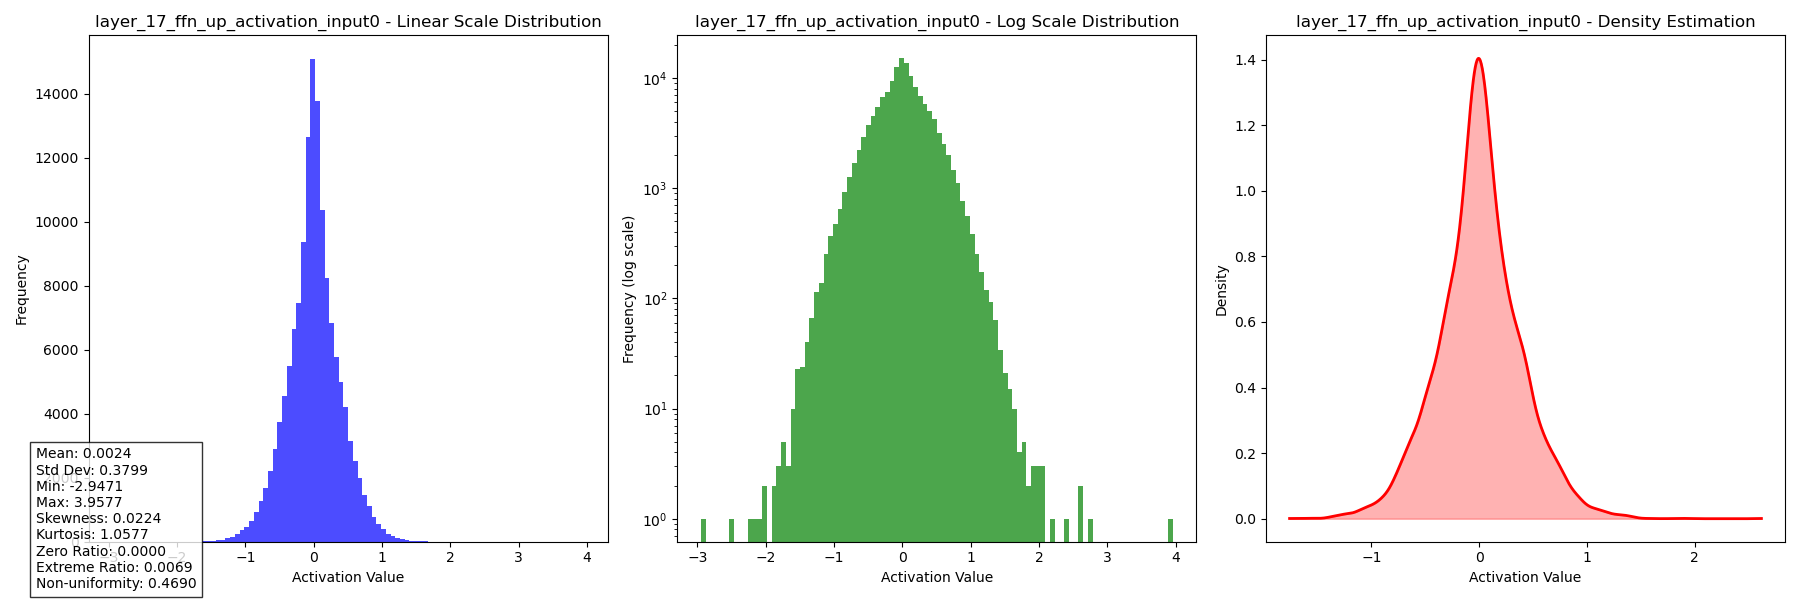 layer_17_ffn_up_activation_input0 - Linear Scale Distribution
Frequency
14000
12000
10000
8000
6000
4000
2000
0
−3
−2
−1
0
1
2
3
4
Activation Value
Mean: 0.0024
Std Dev: 0.3799
Min: -2.9471
Max: 3.9577
Skewness: 0.0224
Kurtosis: 1.0577
Zero Ratio: 0.0000
Extreme Ratio: 0.0069
Non-uniformity: 0.4690
layer_17_ffn_up_activation_input0 - Log Scale Distribution
Frequency (log scale)
10⁴
10³
10²
10¹
10⁰
−3
−2
−1
0
1
2
3
4
Activation Value
layer_17_ffn_up_activation_input0 - Density Estimation
Density
1.4
1.2
1.0
0.8
0.6
0.4
0.2
0.0
−1
0
1
2
Activation Value